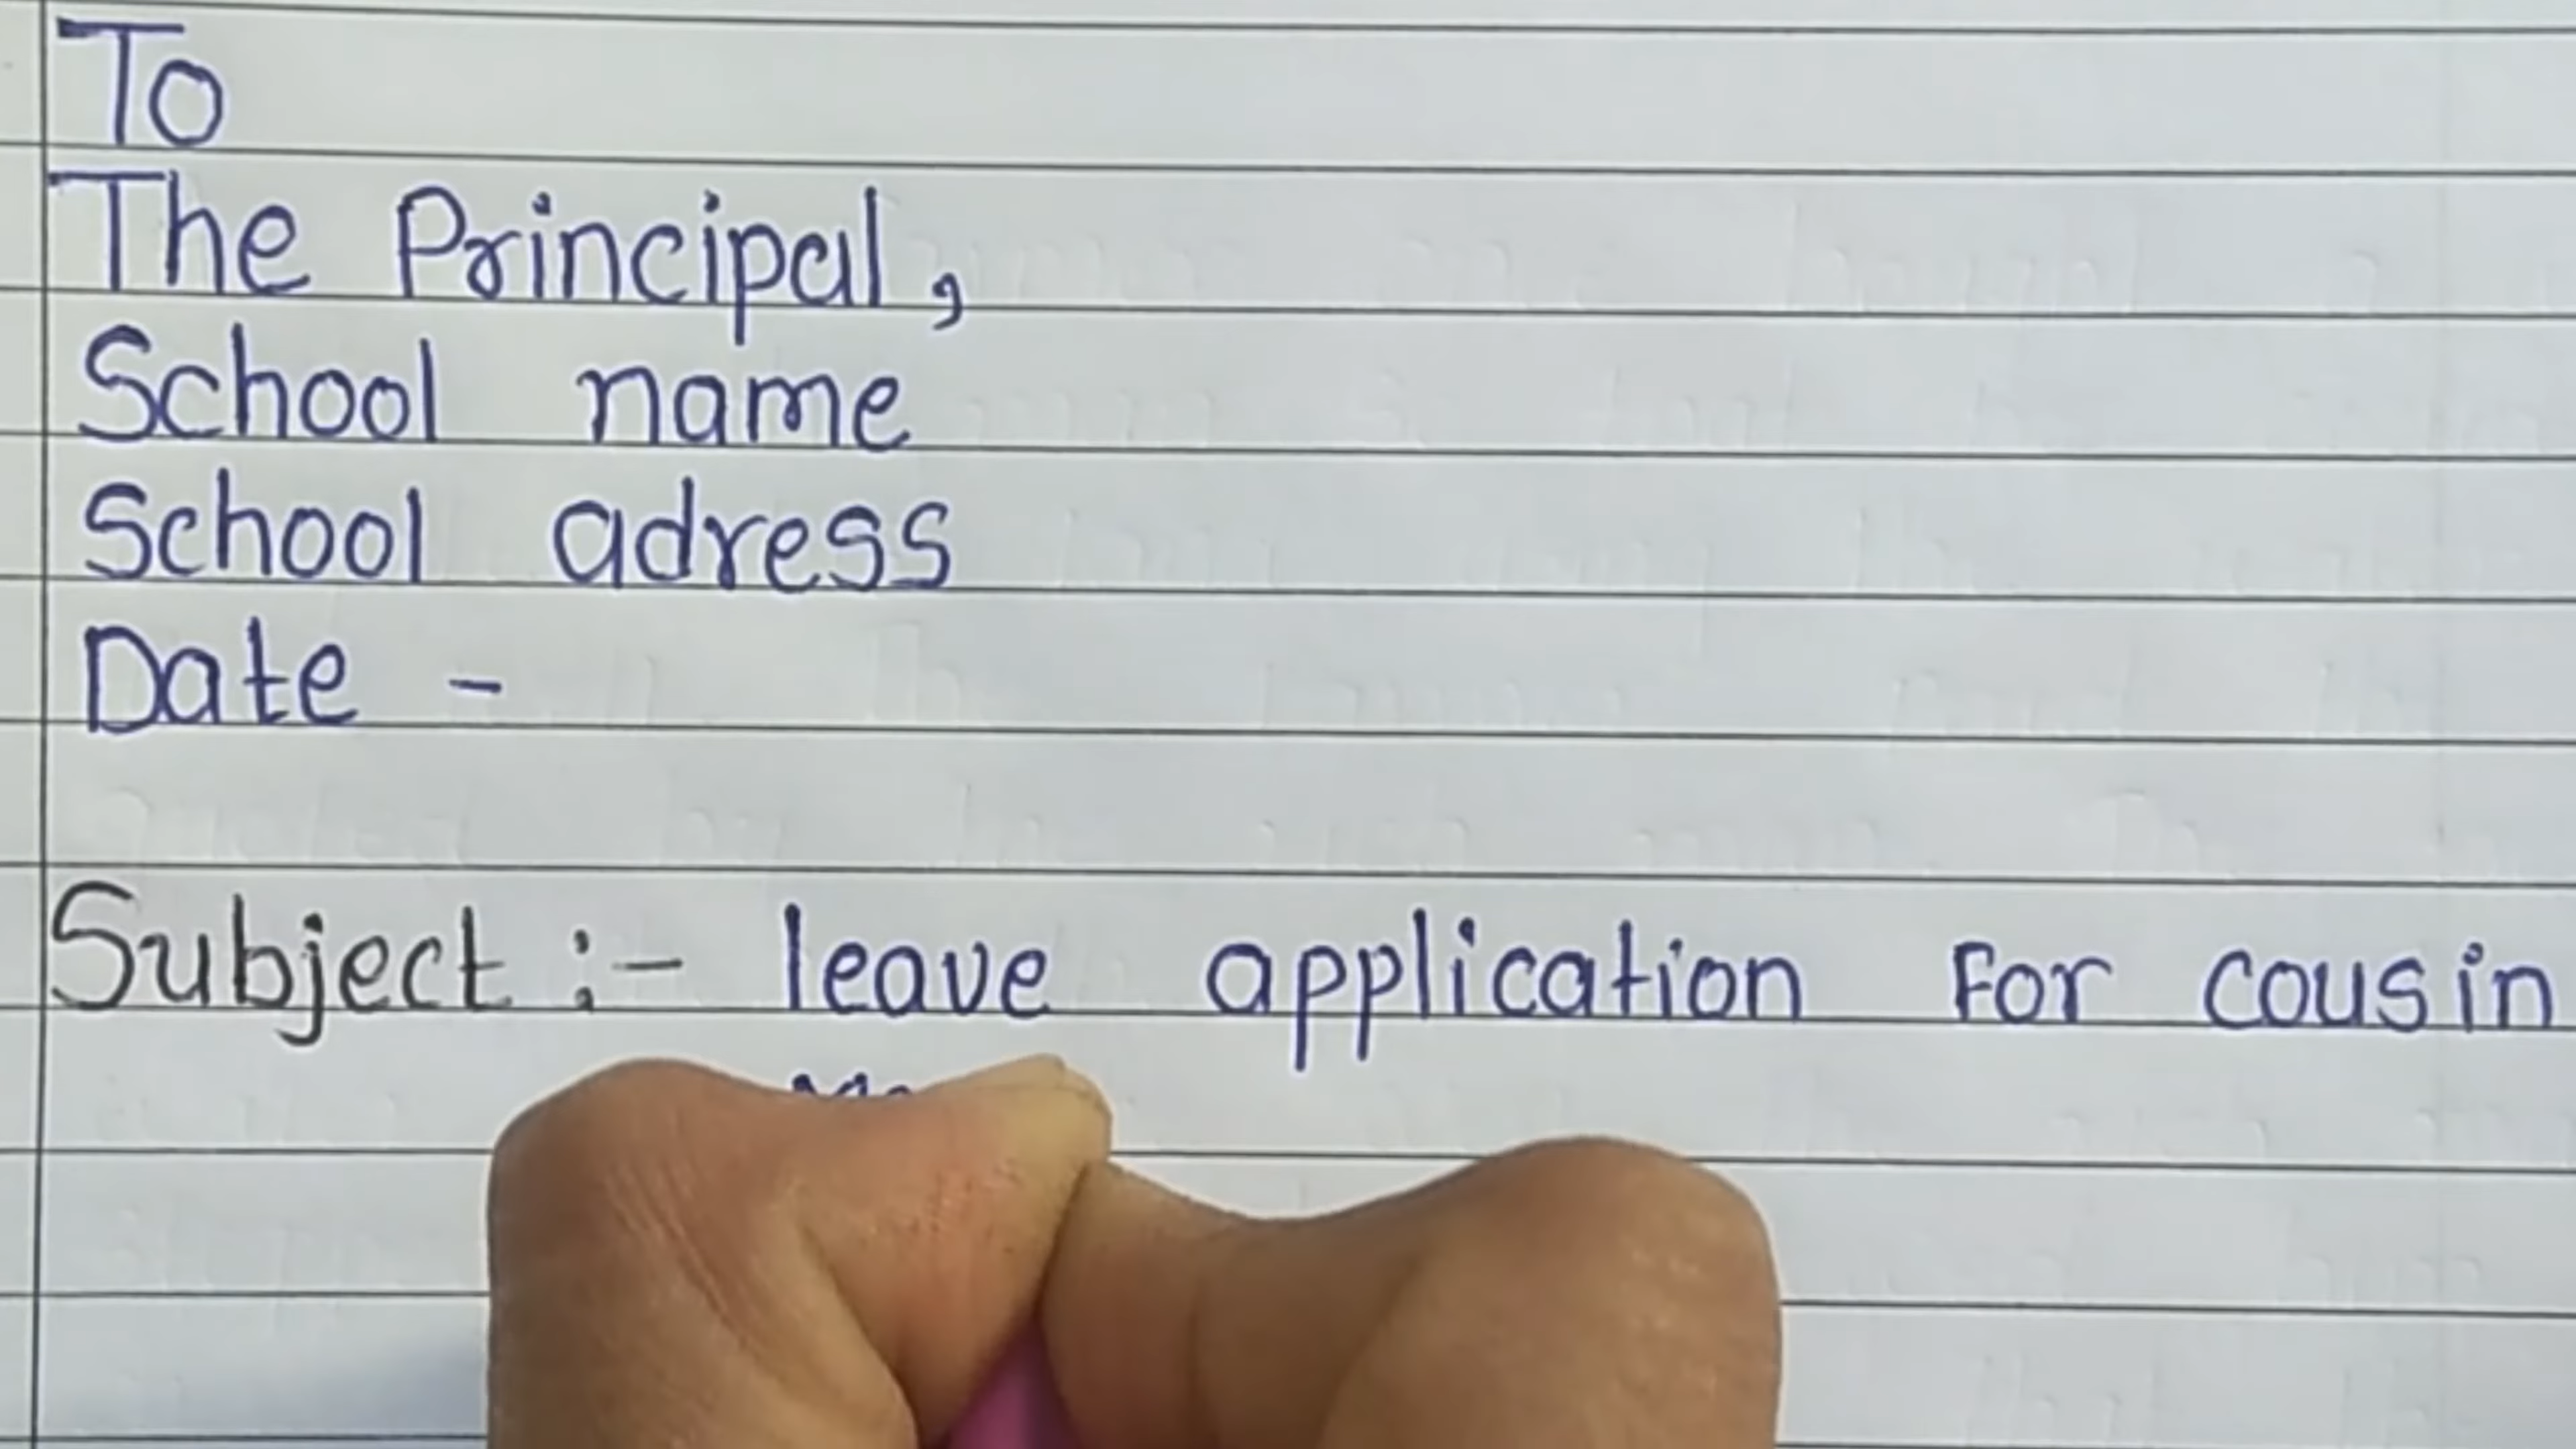 To
The Principal,
School name
School adress
Date -
Subject :- leave application For cousin